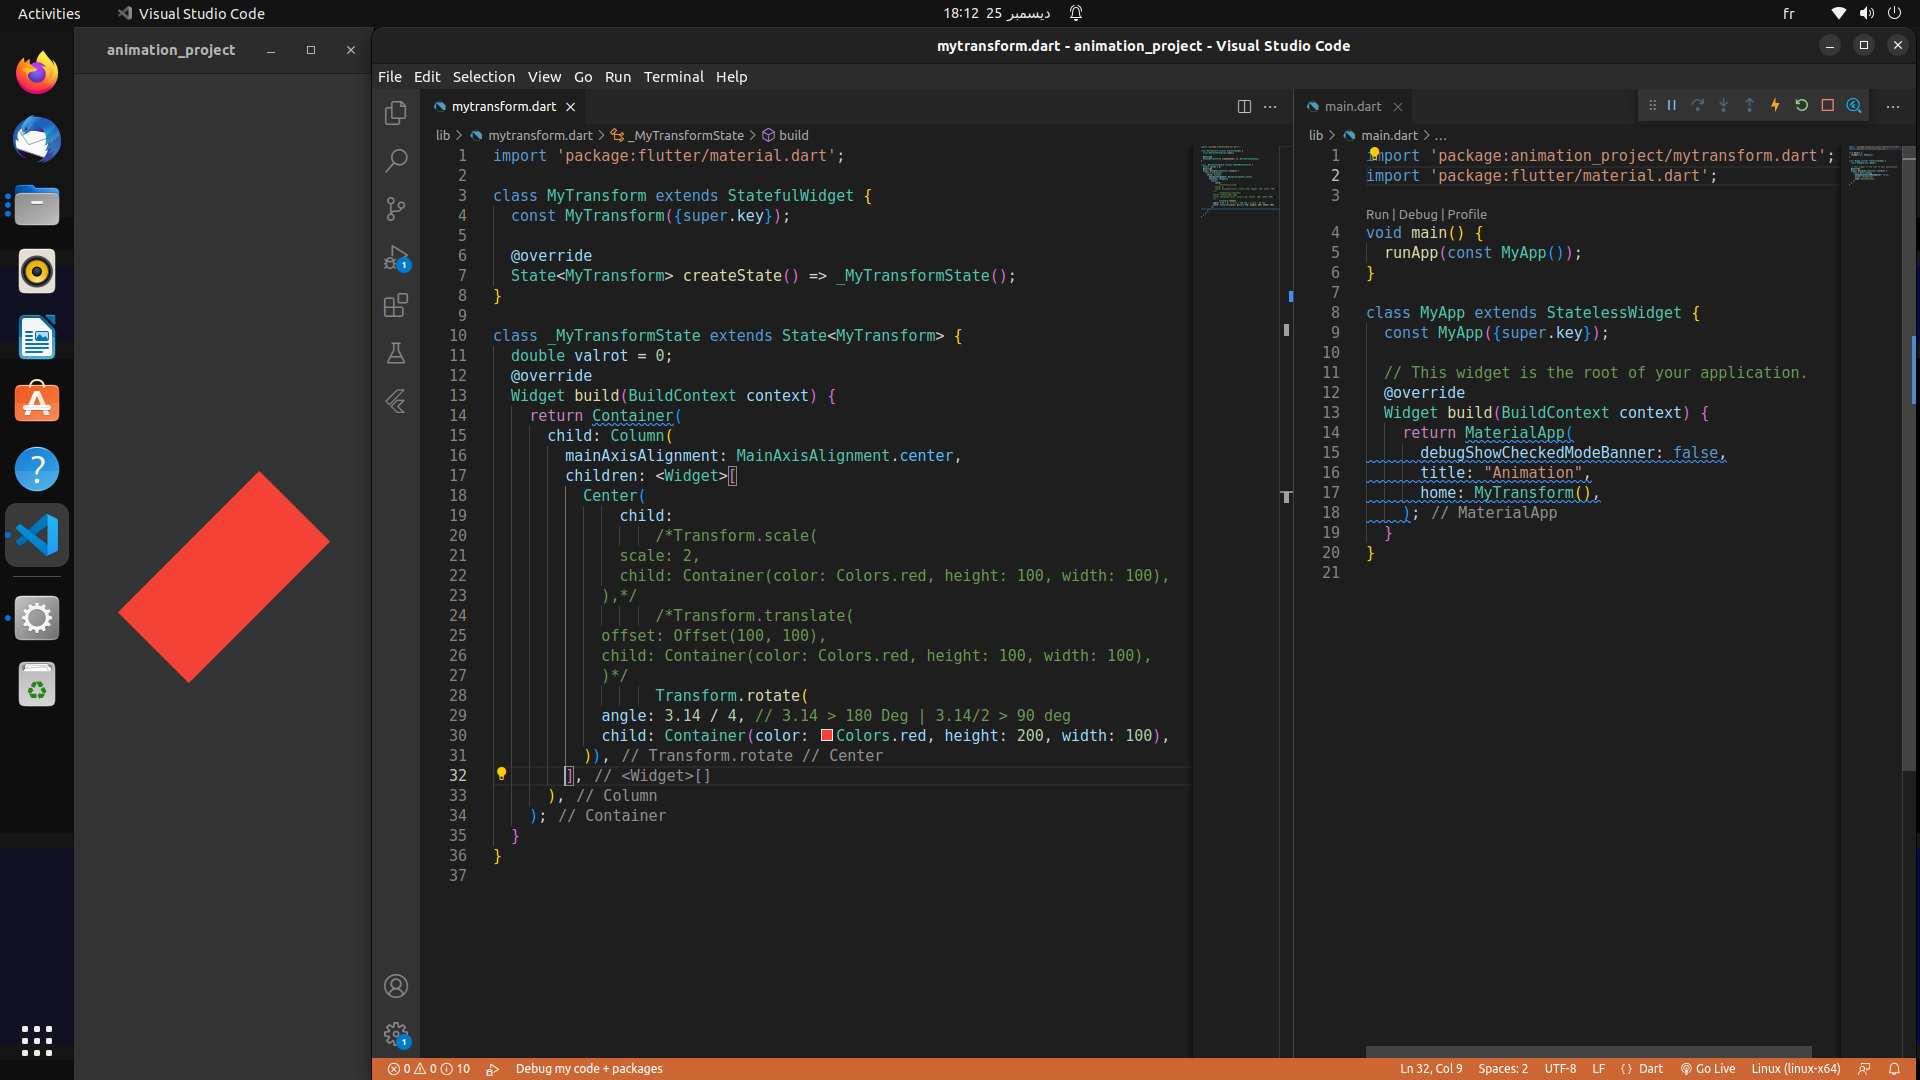 Activities
Visual Studio Code
18:12 25 ديسمبر
fr
animation_project
mytransform.dart - animation_project - Visual Studio Code
File Edit Selection View Go Run Terminal Help
mytransform.dart
lib > mytransform.dart > _MyTransformState > build
1 import 'package:flutter/material.dart';
2
3 class MyTransform extends StatefulWidget {
4 const MyTransform({super.key});
5
6 @override
7 State<MyTransform> createState() => _MyTransformState();
8 }
9
10 class _MyTransformState extends State<MyTransform> {
11 double valrot = 0;
12 @override
13 Widget build(BuildContext context) {
14 return Container(
15 child: Column(
16 mainAxisAlignment: MainAxisAlignment.center,
17 children: <Widget>[
18 Center(
19 child:
20 /*Transform.scale(
21 scale: 2,
22 child: Container(color: Colors.red, height: 100, width: 100),
23 ),*/
24 /*Transform.translate(
25 offset: Offset(100, 100),
26 child: Container(color: Colors.red, height: 100, width: 100),
27 )*/
28 Transform.rotate(
29 angle: 3.14 / 4, // 3.14 > 180 Deg | 3.14/2 > 90 deg
30 child: Container(color: Colors.red, height: 200, width: 100),
31 )), // Transform.rotate // Center
32 ], // <Widget>[]
33 ), // Column
34 ); // Container
35 }
36 }
37
main.dart
lib > main.dart > ...
1 import 'package:animation_project/mytransform.dart';
2 import 'package:flutter/material.dart';
3
Run | Debug | Profile
4 void main() {
5 runApp(const MyApp());
6 }
7
8 class MyApp extends StatelessWidget {
9 const MyApp({super.key});
10
11 // This widget is the root of your application.
12 @override
13 Widget build(BuildContext context) {
14 return MaterialApp(
15 debugShowCheckedModeBanner: false,
16 title: "Animation",
17 home: MyTransform(),
18 ); // MaterialApp
19 }
20 }
21
1
1
0 0 10 Debug my code + packages
Ln 32, Col 9 Spaces: 2 UTF-8 LF {} Dart Go Live Linux (linux-x64)